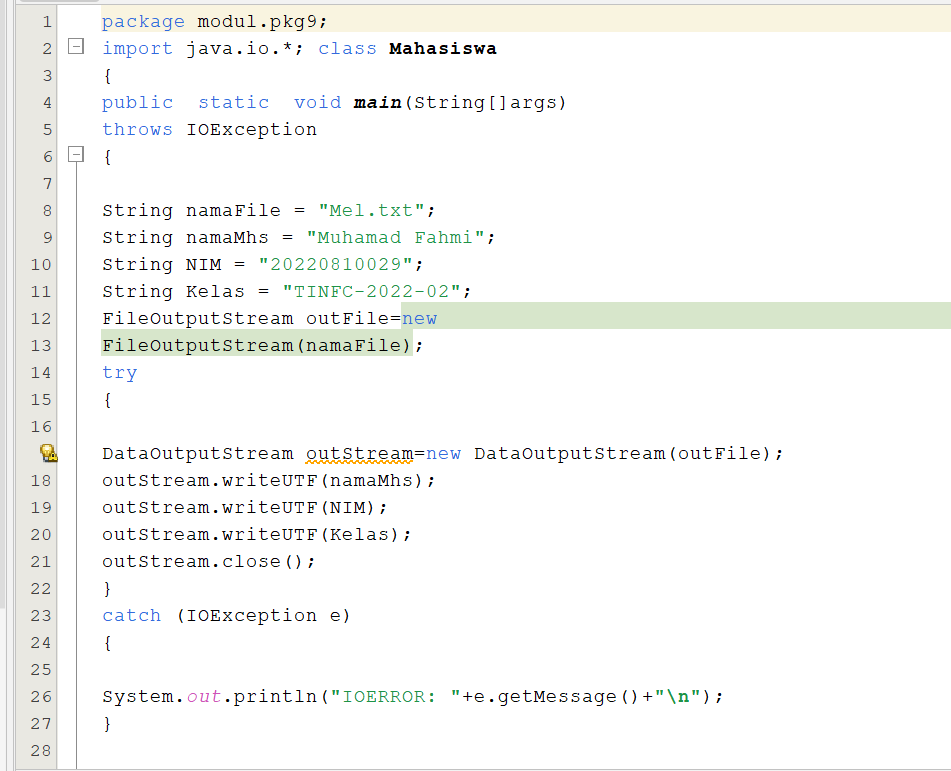 1 package modul.pkg9;
2 import java.io.*; class Mahasiswa
3 {
4 public static void main(String[]args)
5 throws IOException
6 {
7
8 String namaFile = "Mel.txt";
9 String namaMhs = "Muhamad Fahmi";
10 String NIM = "20220810029";
11 String Kelas = "TINFC-2022-02";
12 FileOutputStream outFile=new
13 FileOutputStream(namaFile);
14 try
15 {
16
DataOutputStream outStream=new DataOutputStream(outFile);
18 outStream.writeUTF(namaMhs);
19 outStream.writeUTF(NIM);
20 outStream.writeUTF(Kelas);
21 outStream.close();
22 }
23 catch (IOException e)
24 {
25
26 System.out.println("IOERROR: "+e.getMessage()+"\n");
27 }
28